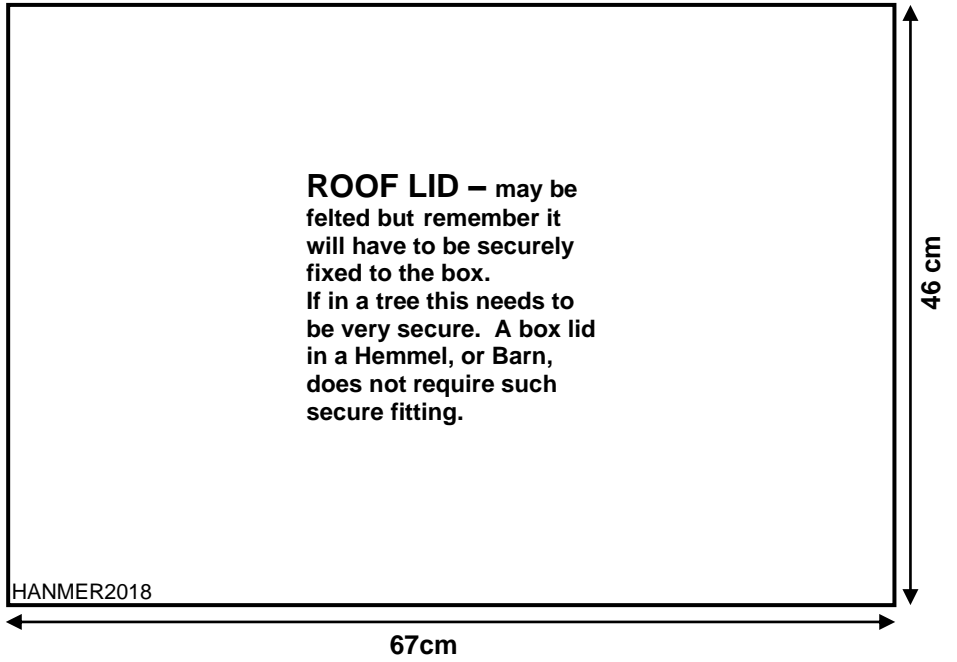 ROOF LID – may be
felted but remember it
will have to be securely
fixed to the box.
If in a tree this needs to
be very secure.  A box lid
in a Hemmel, or Barn,
does not require such
secure fitting.
46 cm
HANMER2018
67cm